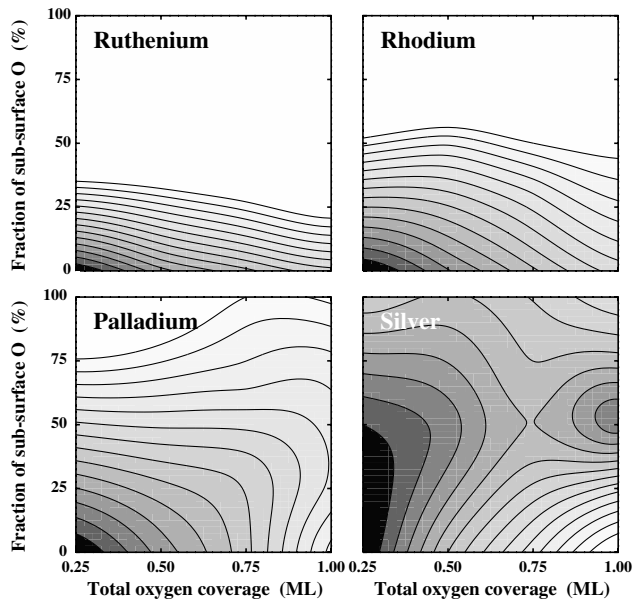 Ruthenium
Rhodium
Fraction of sub-surface O (%)
100
75
50
25
0
Palladium
Silver
Fraction of sub-surface O (%)
100
75
50
25
0
0.25 0.50 0.75 1.00
0.25 0.50 0.75 1.00
Total oxygen coverage (ML)
Total oxygen coverage (ML)